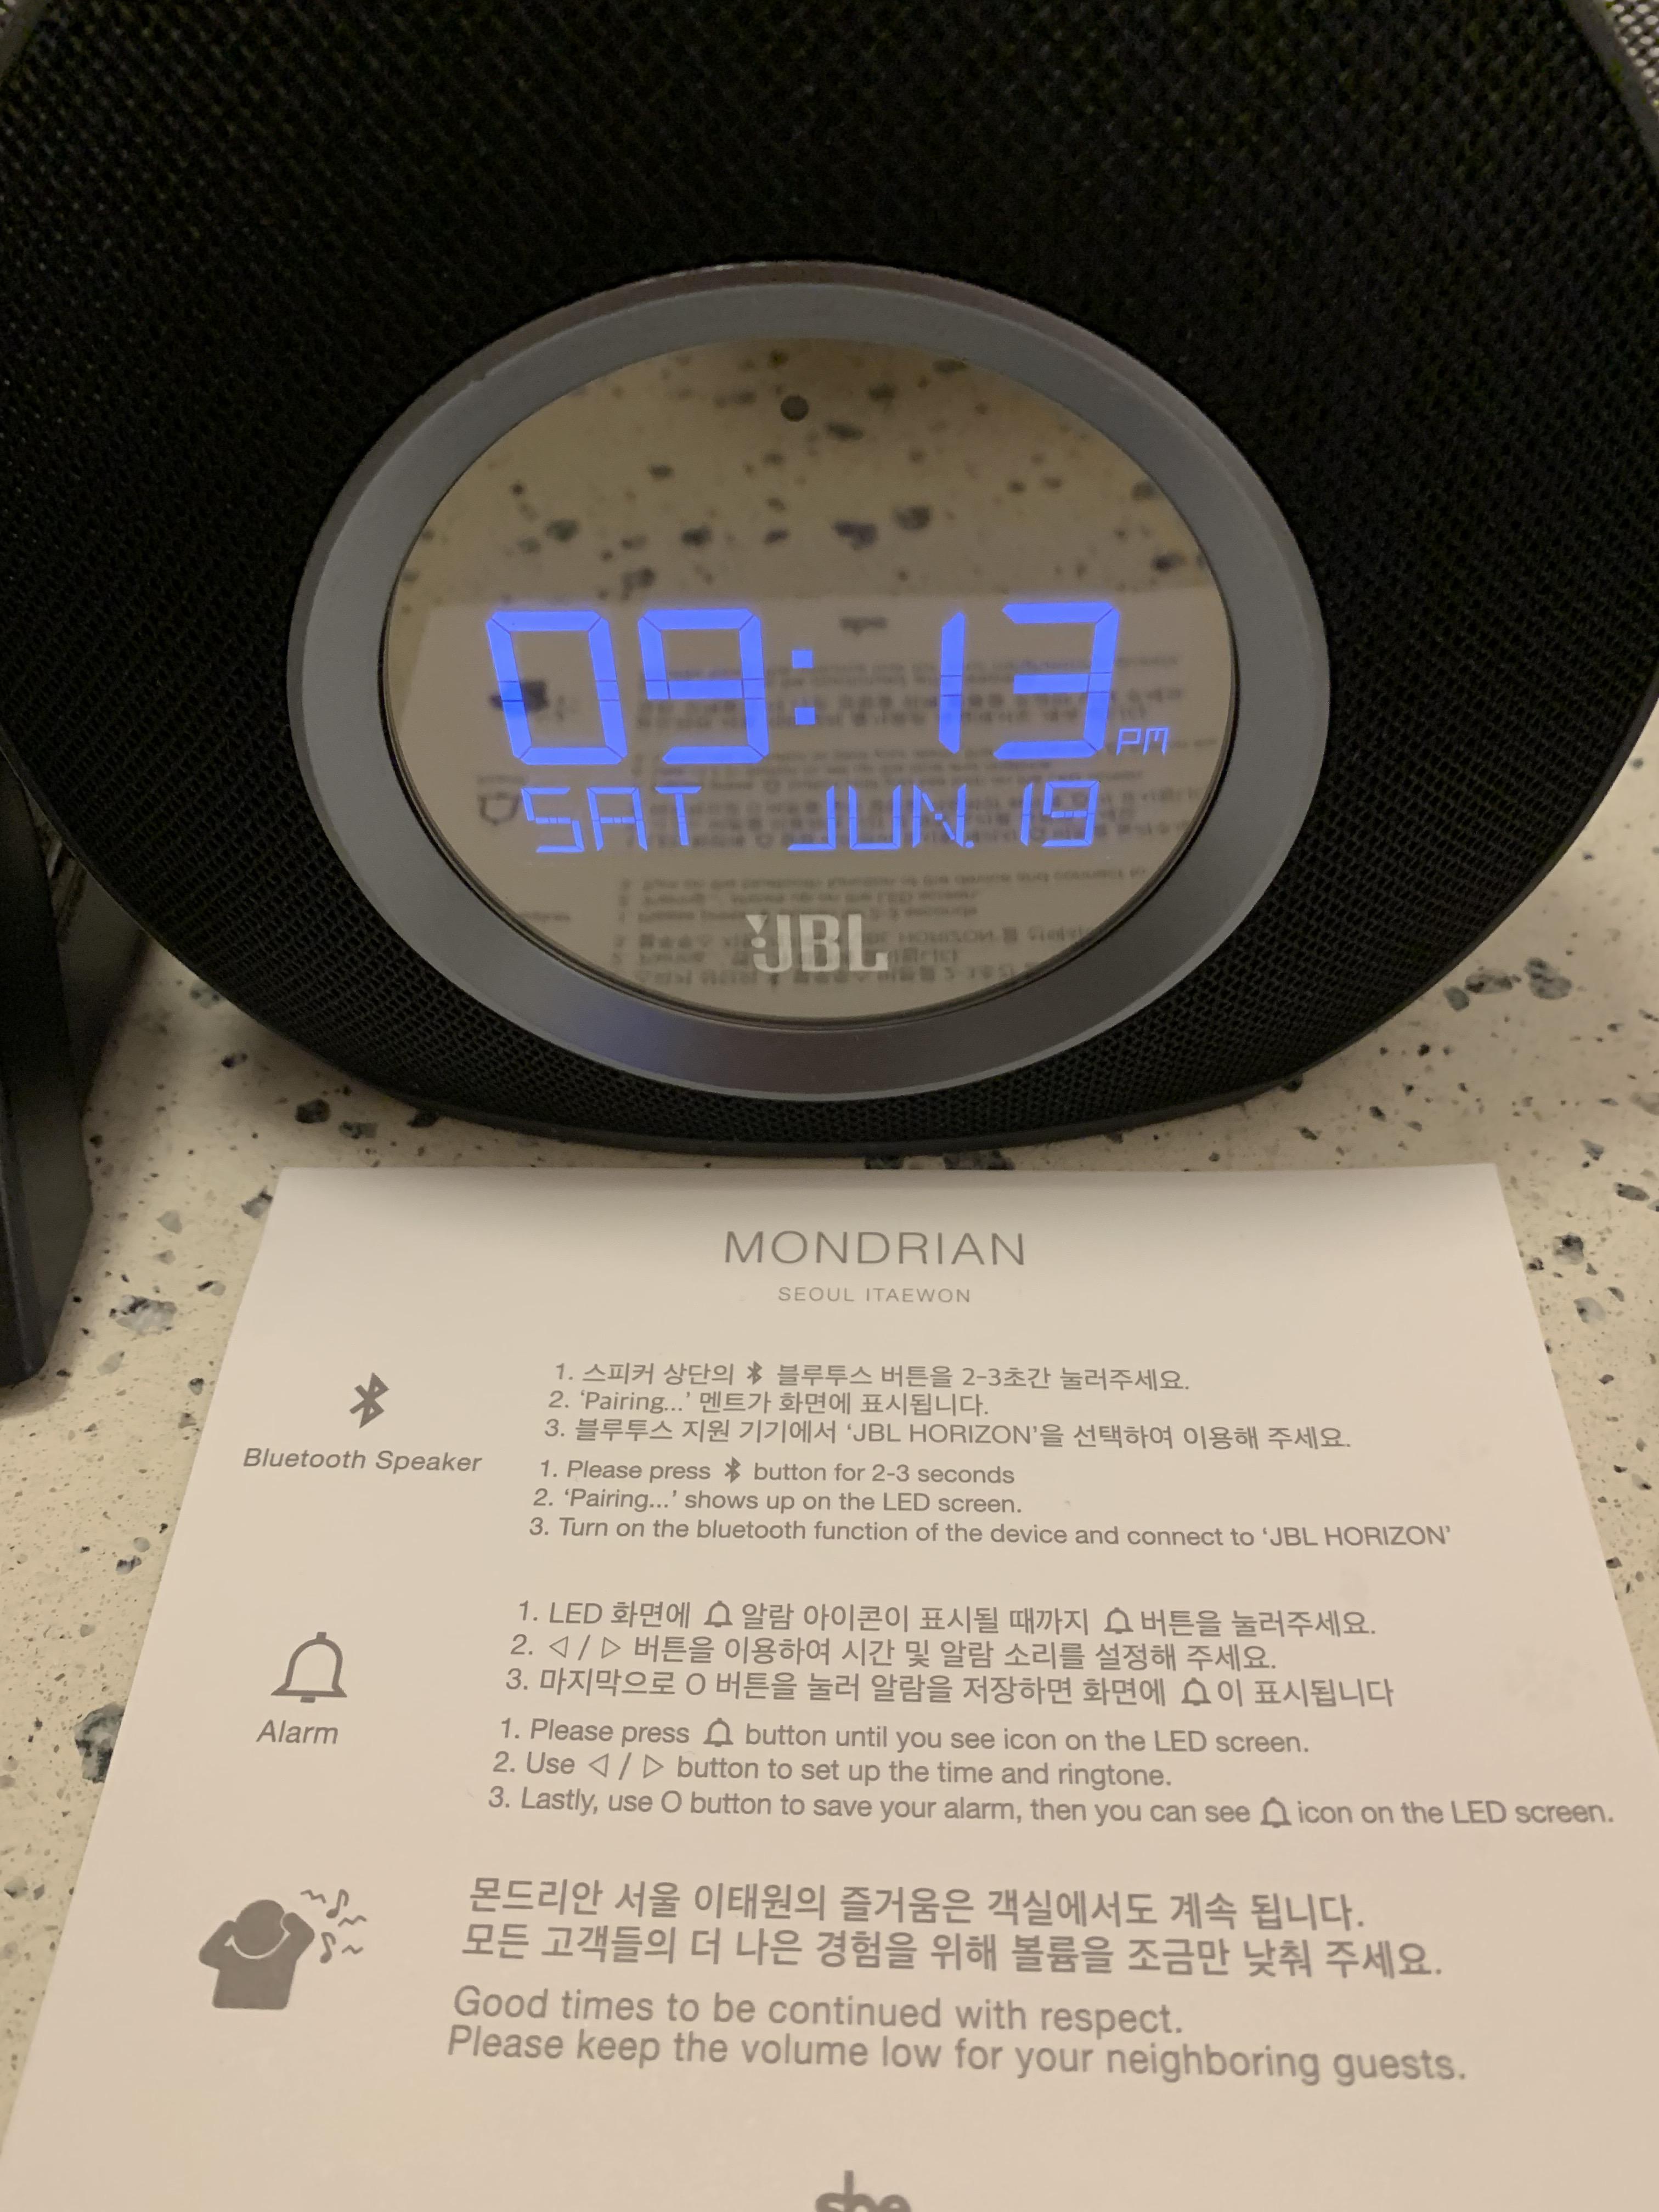 09:13 PM
SAT JUN. 19
JBL
MONDRIAN
SEOUL ITAEWON
Bluetooth Speaker
1. 스피커 상단의 블루투스 버튼을 2-3초간 눌러주세요.
2. ‘Pairing...’ 멘트가 화면에 표시됩니다.
3. 블루투스 지원 기기에서 ‘JBL HORIZON’을 선택하여 이용해 주세요.
1. Please press button for 2-3 seconds
2. ‘Pairing...’ shows up on the LED screen.
3. Turn on the bluetooth function of the device and connect to ‘JBL HORIZON’
Alarm
1. LED 화면에 알람 아이콘이 표시될 때까지 버튼을 눌러주세요.
2. ◁ / ▷ 버튼을 이용하여 시간 및 알람 소리를 설정해 주세요.
3. 마지막으로 O 버튼을 눌러 알람을 저장하면 화면에 이 표시됩니다
1. Please press button until you see icon on the LED screen.
2. Use ◁ / ▷ button to set up the time and ringtone.
3. Lastly, use O button to save your alarm, then you can see icon on the LED screen.
몬드리안 서울 이태원의 즐거움은 객실에서도 계속 됩니다.
모든 고객들의 더 나은 경험을 위해 볼륨을 조금만 낮춰 주세요.
Good times to be continued with respect.
Please keep the volume low for your neighboring guests.